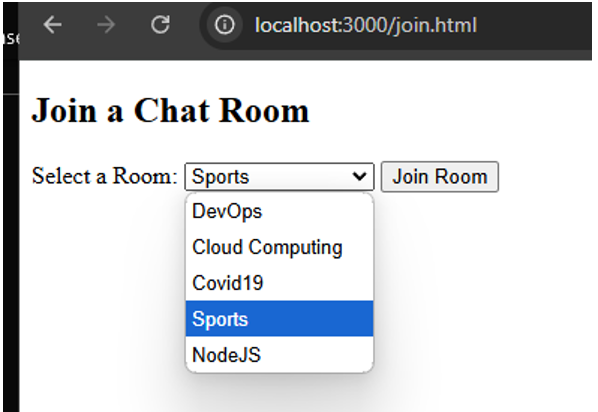 localhost:3000/join.html
Join a Chat Room
Select a Room: Sports Join Room
DevOps
Cloud Computing
Covid19
Sports
NodeJS